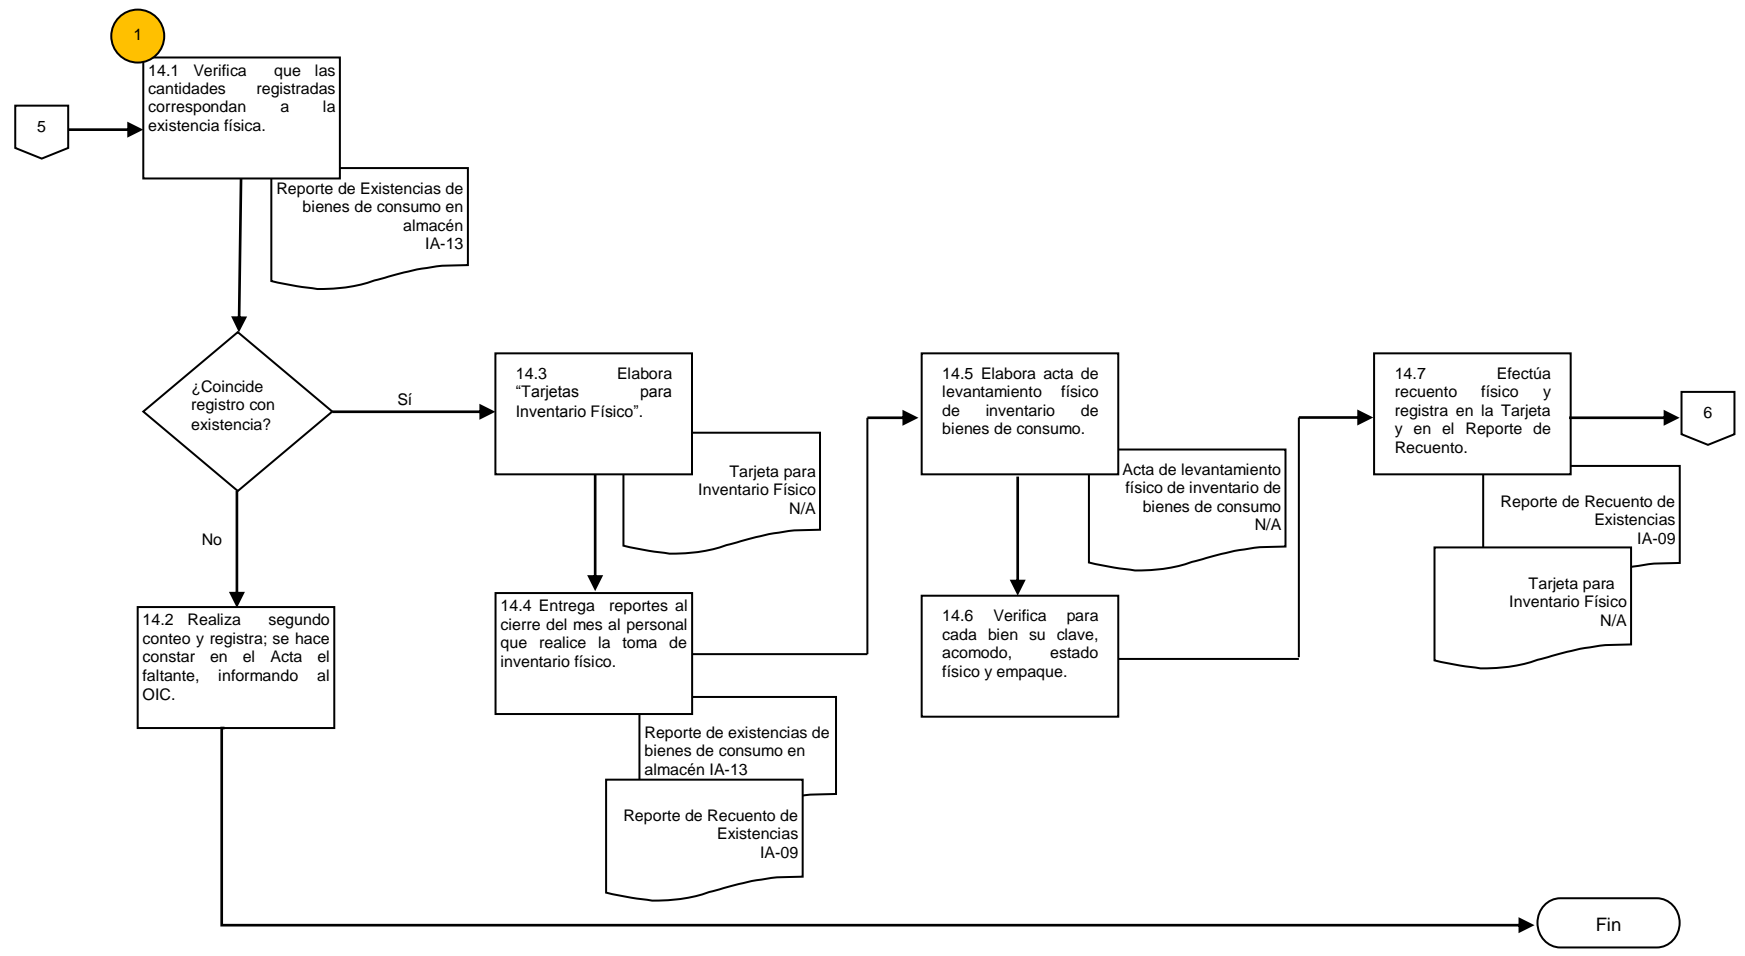 1
14.1 Verifica que las
cantidades registradas
correspondan a la
existencia física.
5
Reporte de Existencias de
bienes de consumo en
almacén
IA-13
¿Coincide
registro con
existencia?
Sí
No
14.2 Realiza segundo
conteo y registra; se hace
constar en el Acta el
faltante, informando al
OIC.
14.3 Elabora
“Tarjetas para
Inventario Físico”.
Tarjeta para
Inventario Físico
N/A
14.4 Entrega reportes al
cierre del mes al personal
que realice la toma de
inventario físico.
Reporte de existencias de
bienes de consumo en
almacén IA-13
Reporte de Recuento de
Existencias
IA-09
14.5 Elabora acta de
levantamiento físico
de inventario de
bienes de consumo.
Acta de levantamiento
físico de inventario de
bienes de consumo
N/A
14.6 Verifica para
cada bien su clave,
acomodo, estado
físico y empaque.
14.7 Efectúa
recuento físico y
registra en la Tarjeta
y en el Reporte de
Recuento.
6
Reporte de Recuento de
Existencias
IA-09
Tarjeta para
Inventario Físico
N/A
Fin